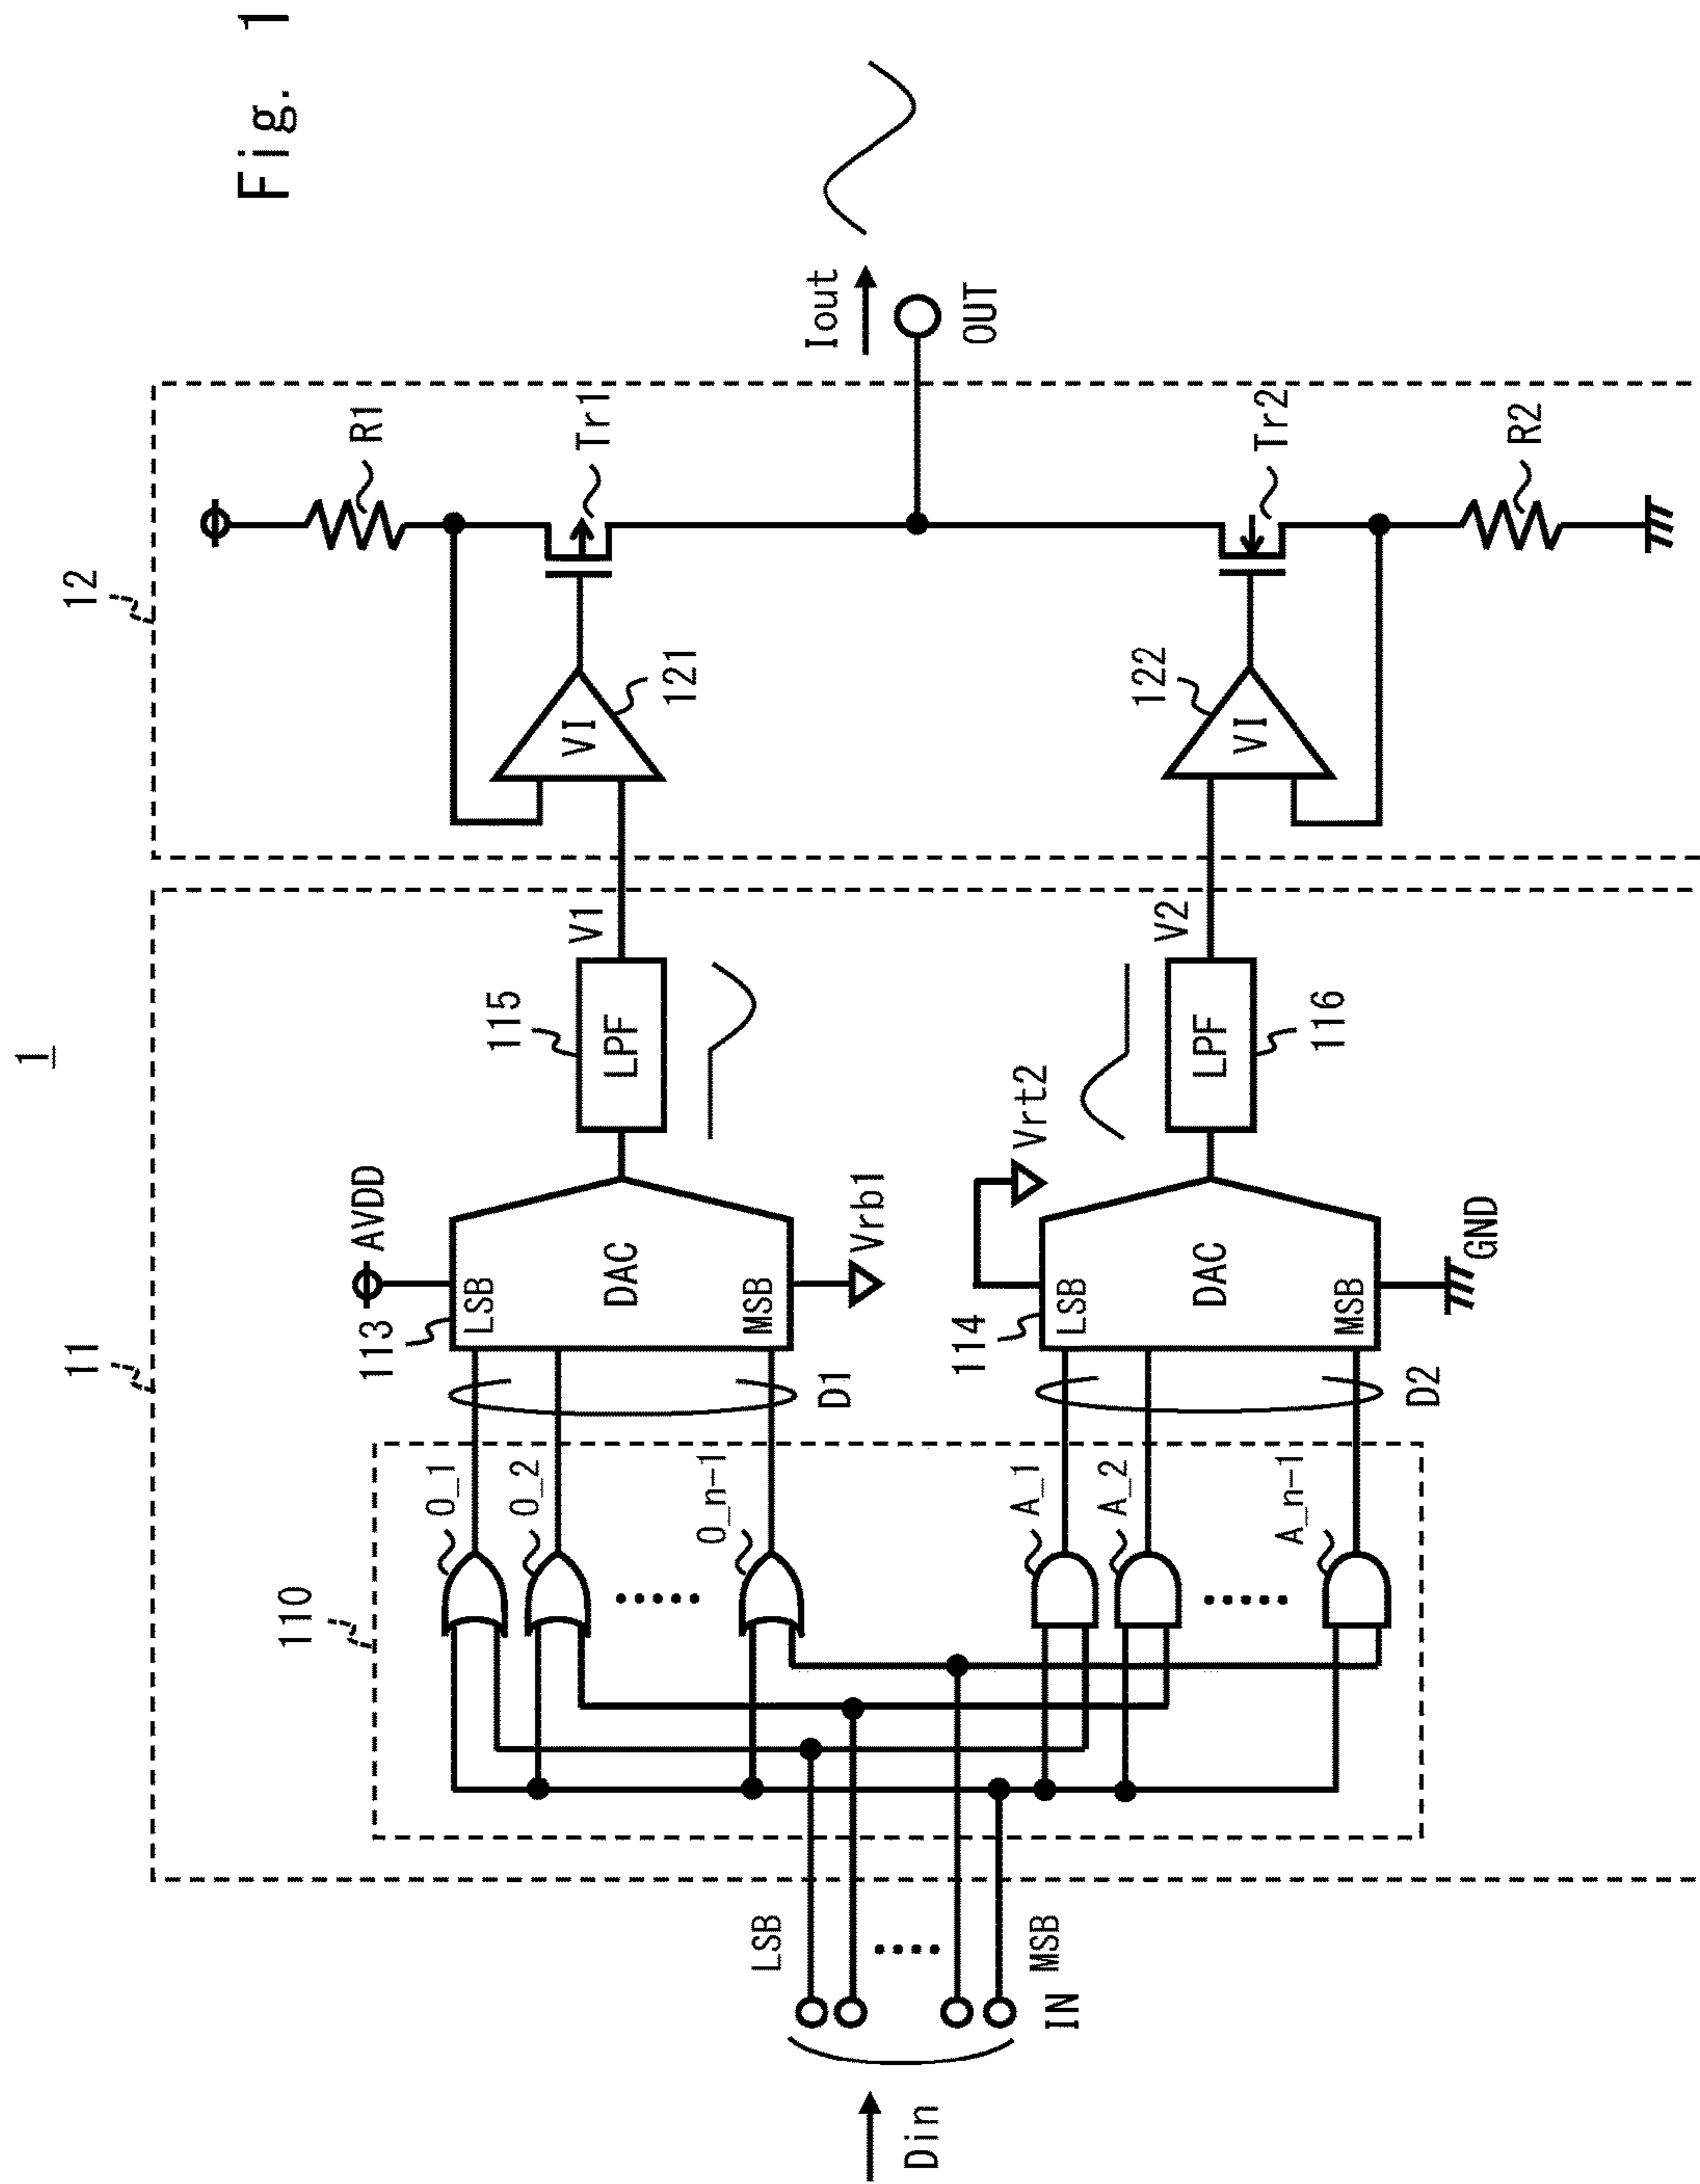 Fig. 1
1
11
12
110
Din
LSB
MSB
IN
O_1
O_2
O_n-1
A_1
A_2
A_n-1
D1
D2
113
AVDD
LSB
DAC
MSB
Vrb1
114
Vrt2
LSB
DAC
MSB
GND
115
LPF
V1
116
LPF
V2
VI
121
VI
122
R1
Tr1
Tr2
R2
Iout
OUT